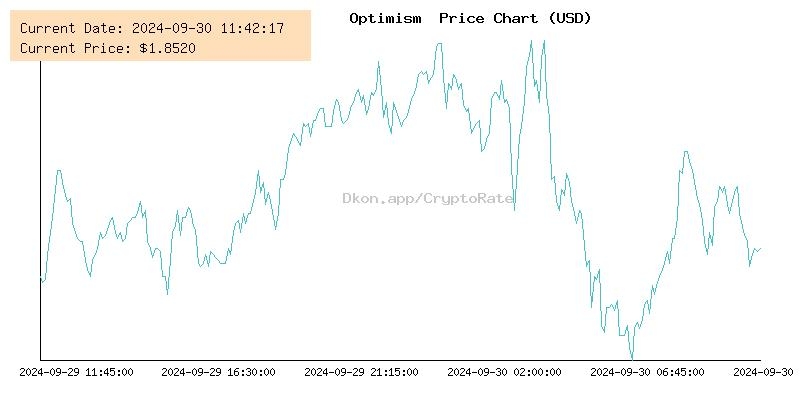 Optimism  Price Chart (USD)
Current Date: 2024-09-30 11:42:17
Current Price: $1.8520
Dkon.app/CryptoRate
2024-09-29 11:45:00 2024-09-29 16:30:00 2024-09-29 21:15:00 2024-09-30 02:00:00 2024-09-30 06:45:00 2024-09-30